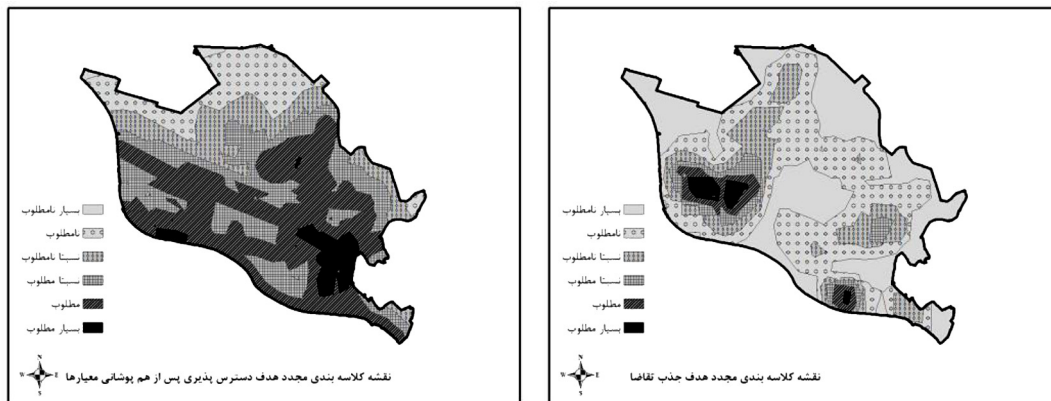 بسیار نامطلوب
نامطلوب
نسبتا نامطلوب
نسبتا مطلوب
مطلوب
بسیار مطلوب
N
W E
S
نقشه کلاسه بندی مجدد هدف دسترس پذیری پس از هم پوشانی معیارها
بسیار نامطلوب
نامطلوب
نسبتا نامطلوب
نسبتا مطلوب
مطلوب
بسیار مطلوب
N
W E
S
نقشه کلاسه بندی مجدد هدف جذب تقاضا